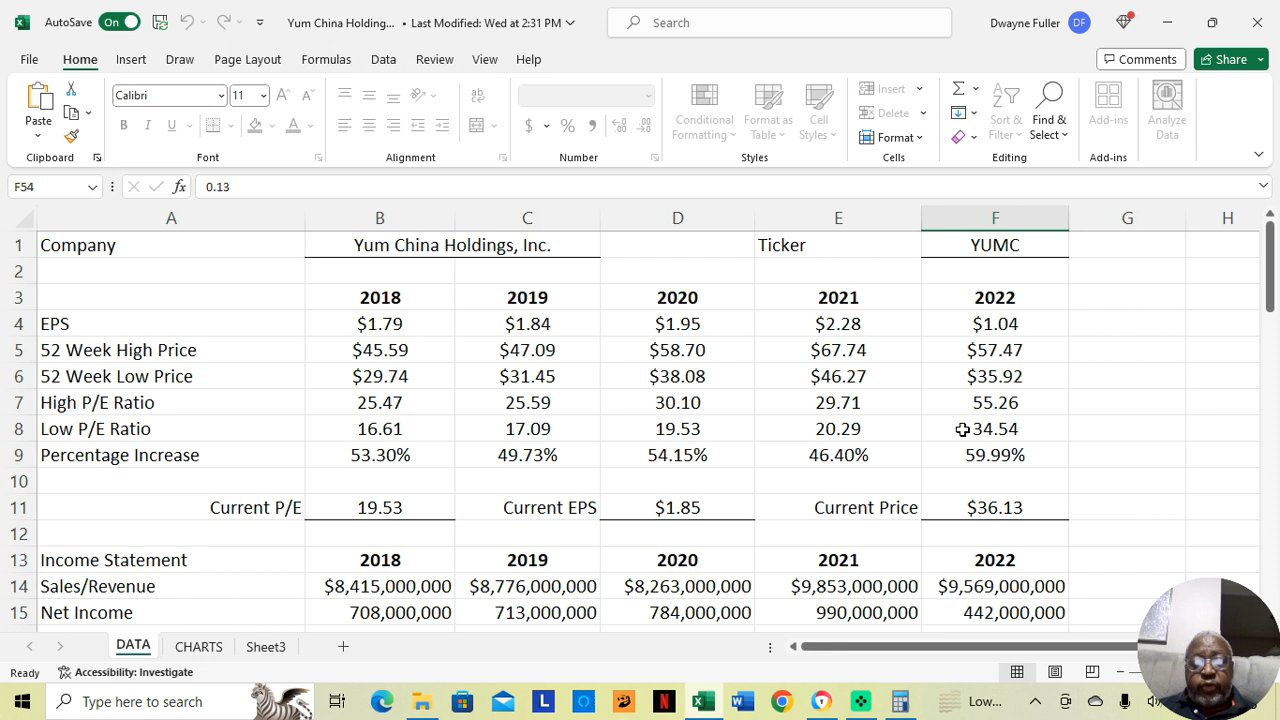 AutoSave On Yum China Holding... • Last Modified: Wed at 2:31 PM Search Dwayne Fuller DF
File Home Insert Draw Page Layout Formulas Data Review View Help Comments Share
Paste Calibri 11 Conditional Formatting Format as Table Cell Styles Insert Delete Format Sort & Filter Find & Select Add-ins Analyze Data
Clipboard Font Alignment Number Styles Cells Editing Add-ins
F54 fx 0.13
A B C D E F G H
1 Company Yum China Holdings, Inc. Ticker YUMC
2
3 2018 2019 2020 2021 2022
4 EPS $1.79 $1.84 $1.95 $2.28 $1.04
5 52 Week High Price $45.59 $47.09 $58.70 $67.74 $57.47
6 52 Week Low Price $29.74 $31.45 $38.08 $46.27 $35.92
7 High P/E Ratio 25.47 25.59 30.10 29.71 55.26
8 Low P/E Ratio 16.61 17.09 19.53 20.29 34.54
9 Percentage Increase 53.30% 49.73% 54.15% 46.40% 59.99%
10
11 Current P/E 19.53 Current EPS $1.85 Current Price $36.13
12
13 Income Statement 2018 2019 2020 2021 2022
14 Sales/Revenue $8,415,000,000 $8,776,000,000 $8,263,000,000 $9,853,000,000 $9,569,000,000
15 Net Income 708,000,000 713,000,000 784,000,000 990,000,000 442,000,000
DATA CHARTS Sheet3
Ready Accessibility: Investigate
Type here to search Low...